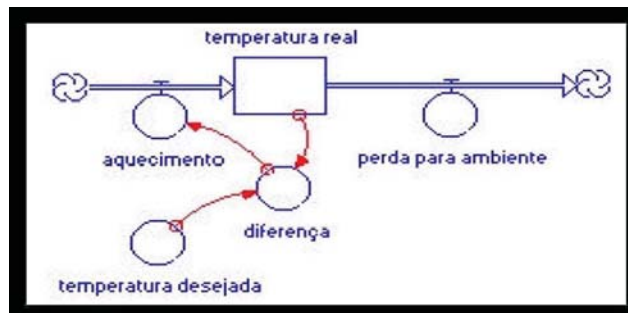 temperatura real
aquecimento
perda para ambiente
diferença
temperatura desejada